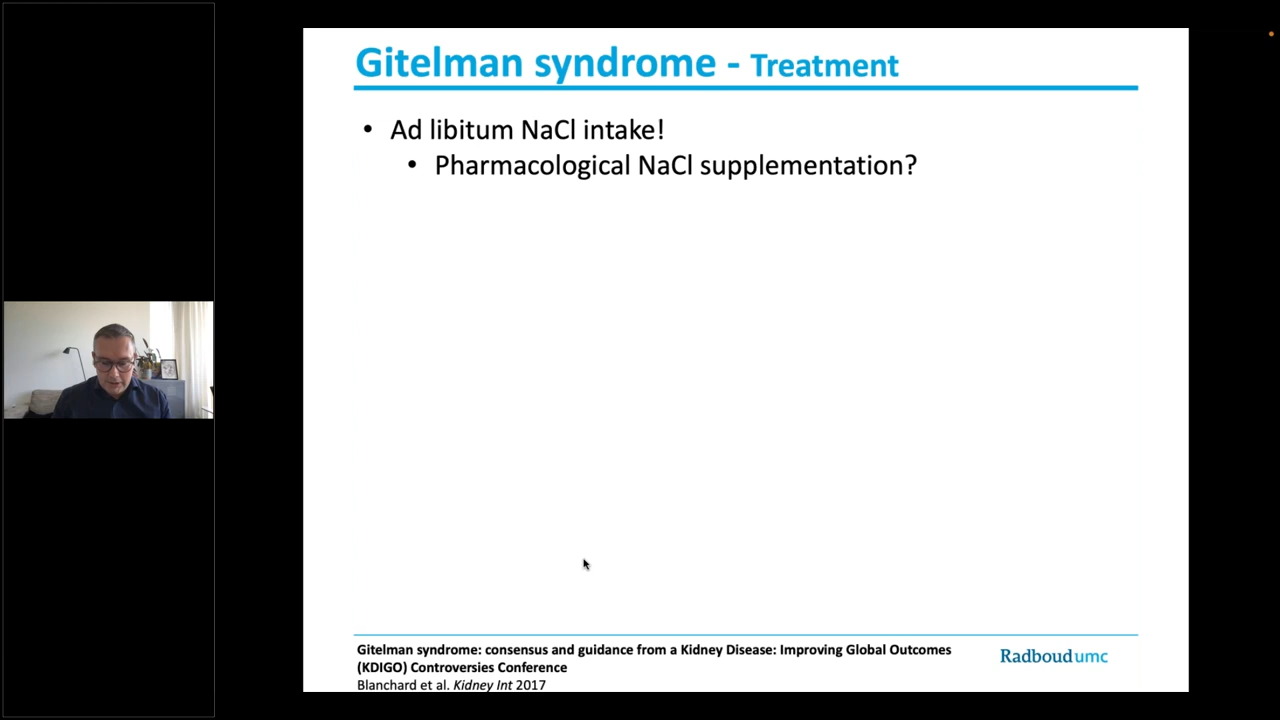 Gitelman syndrome - Treatment
• Ad libitum NaCl intake!
• Pharmacological NaCl supplementation?
Gitelman syndrome: consensus and guidance from a Kidney Disease: Improving Global Outcomes
(KDIGO) Controversies Conference
Blanchard et al. Kidney Int 2017
Radboudumc